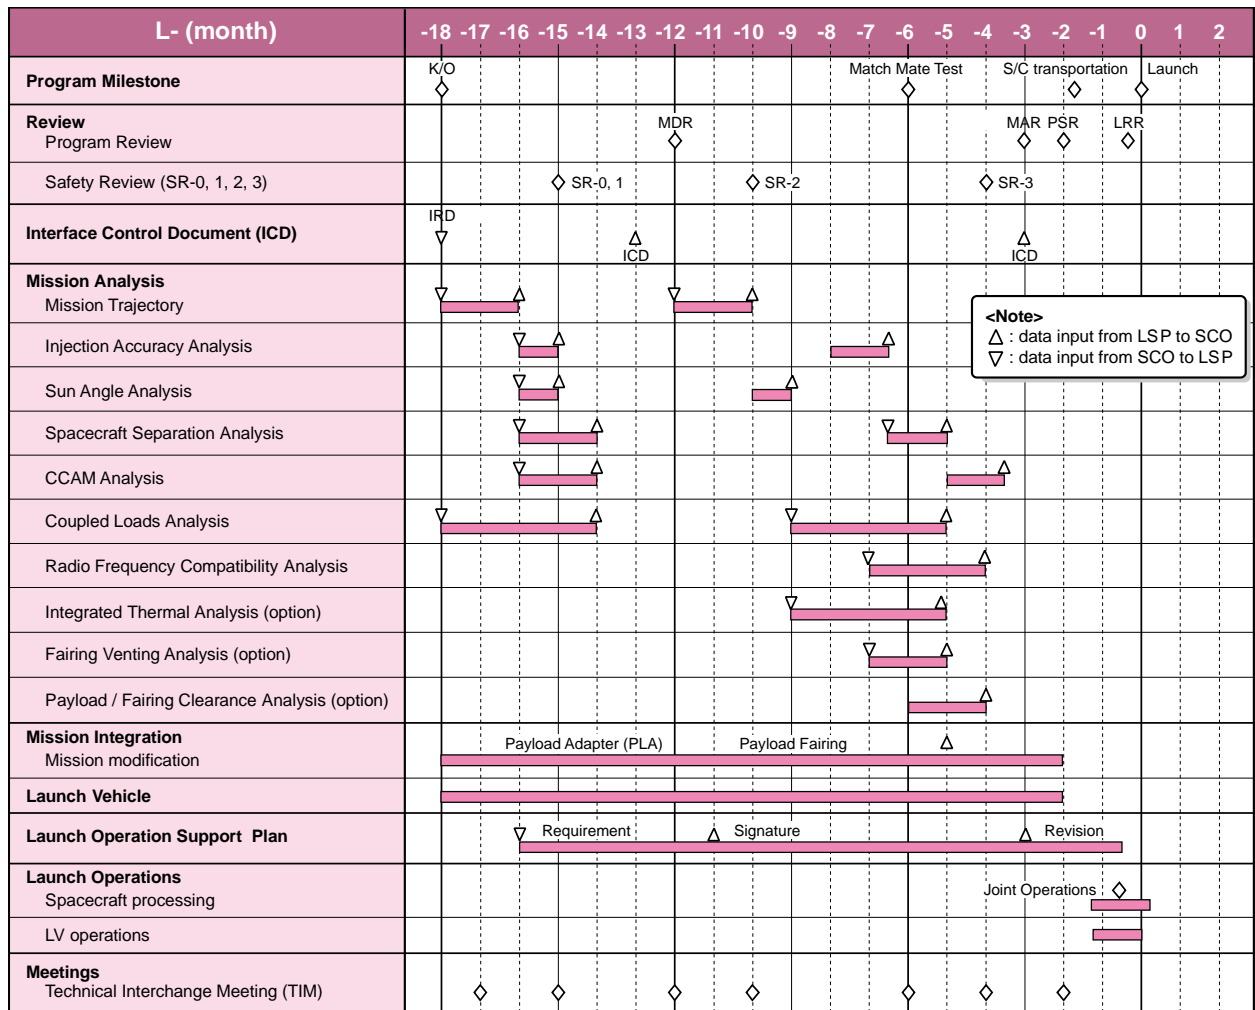 L- (month) -18 -17 -16 -15 -14 -13 -12 -11 -10 -9 -8 -7 -6 -5 -4 -3 -2 -1 0 1 2
K/O Match Mate Test S/C transportation Launch
Program Milestone
Review
MDR MAR PSR LRR
Program Review
Safety Review (SR-0, 1, 2, 3) SR-0, 1 SR-2 SR-3
IRD
Interface Control Document (ICD)
ICD ICD
Mission Analysis
Mission Trajectory
<Note>
: data input from LSP to SCO
: data input from SCO to LSP
Injection Accuracy Analysis
Sun Angle Analysis
Spacecraft Separation Analysis
CCAM Analysis
Coupled Loads Analysis
Radio Frequency Compatibility Analysis
Integrated Thermal Analysis (option)
Fairing Venting Analysis (option)
Payload / Fairing Clearance Analysis (option)
Mission Integration
Payload Adapter (PLA) Payload Fairing
Mission modification
Launch Vehicle
Launch Operation Support Plan Requirement Signature Revision
Launch Operations
Joint Operations
Spacecraft processing
LV operations
Meetings
Technical Interchange Meeting (TIM)